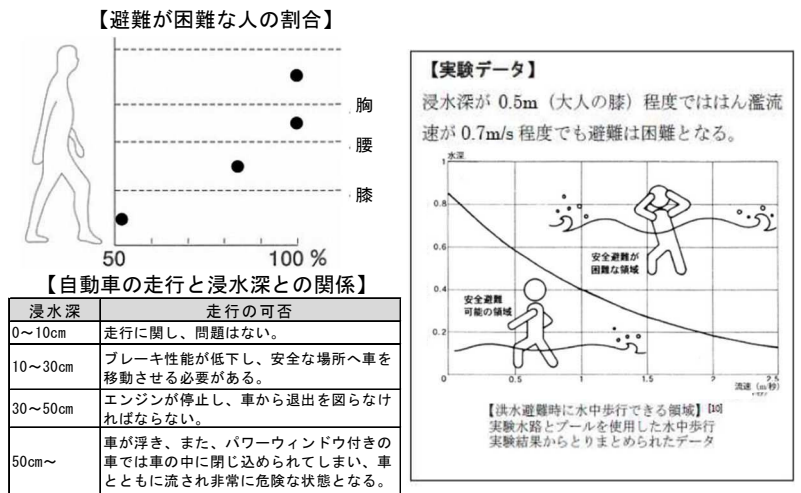 【避難が困難な人の割合】
胸
腰
膝
50
100 %
【自動車の走行と浸水深との関係】
浸水深
走行の可否
0～10cm
走行に関し、問題はない。
10～30cm
ブレーキ性能が低下し、安全な場所へ車を
移動させる必要がある。
30～50cm
エンジンが停止し、車から退出を図らなけ
ればならない。
50cm～
車が浮き、また、パワーウィンドウ付きの
車では車の中に閉じ込められてしまい、車
とともに流され非常に危険な状態となる。
【実験データ】
浸水深が 0.5m（大人の膝）程度でははん濫流
速が 0.7m/s 程度でも避難は困難となる。
水深
1
0.8
0.6
0.4
0.2
0
0.5
1
1.5
2
2.5
安全避難が
困難な領域
安全避難
可能の領域
流速（m/秒）
【洪水避難時に水中歩行できる領域】[10]
実験水路とプールを使用した水中歩行
実験結果からとりまとめられたデータ